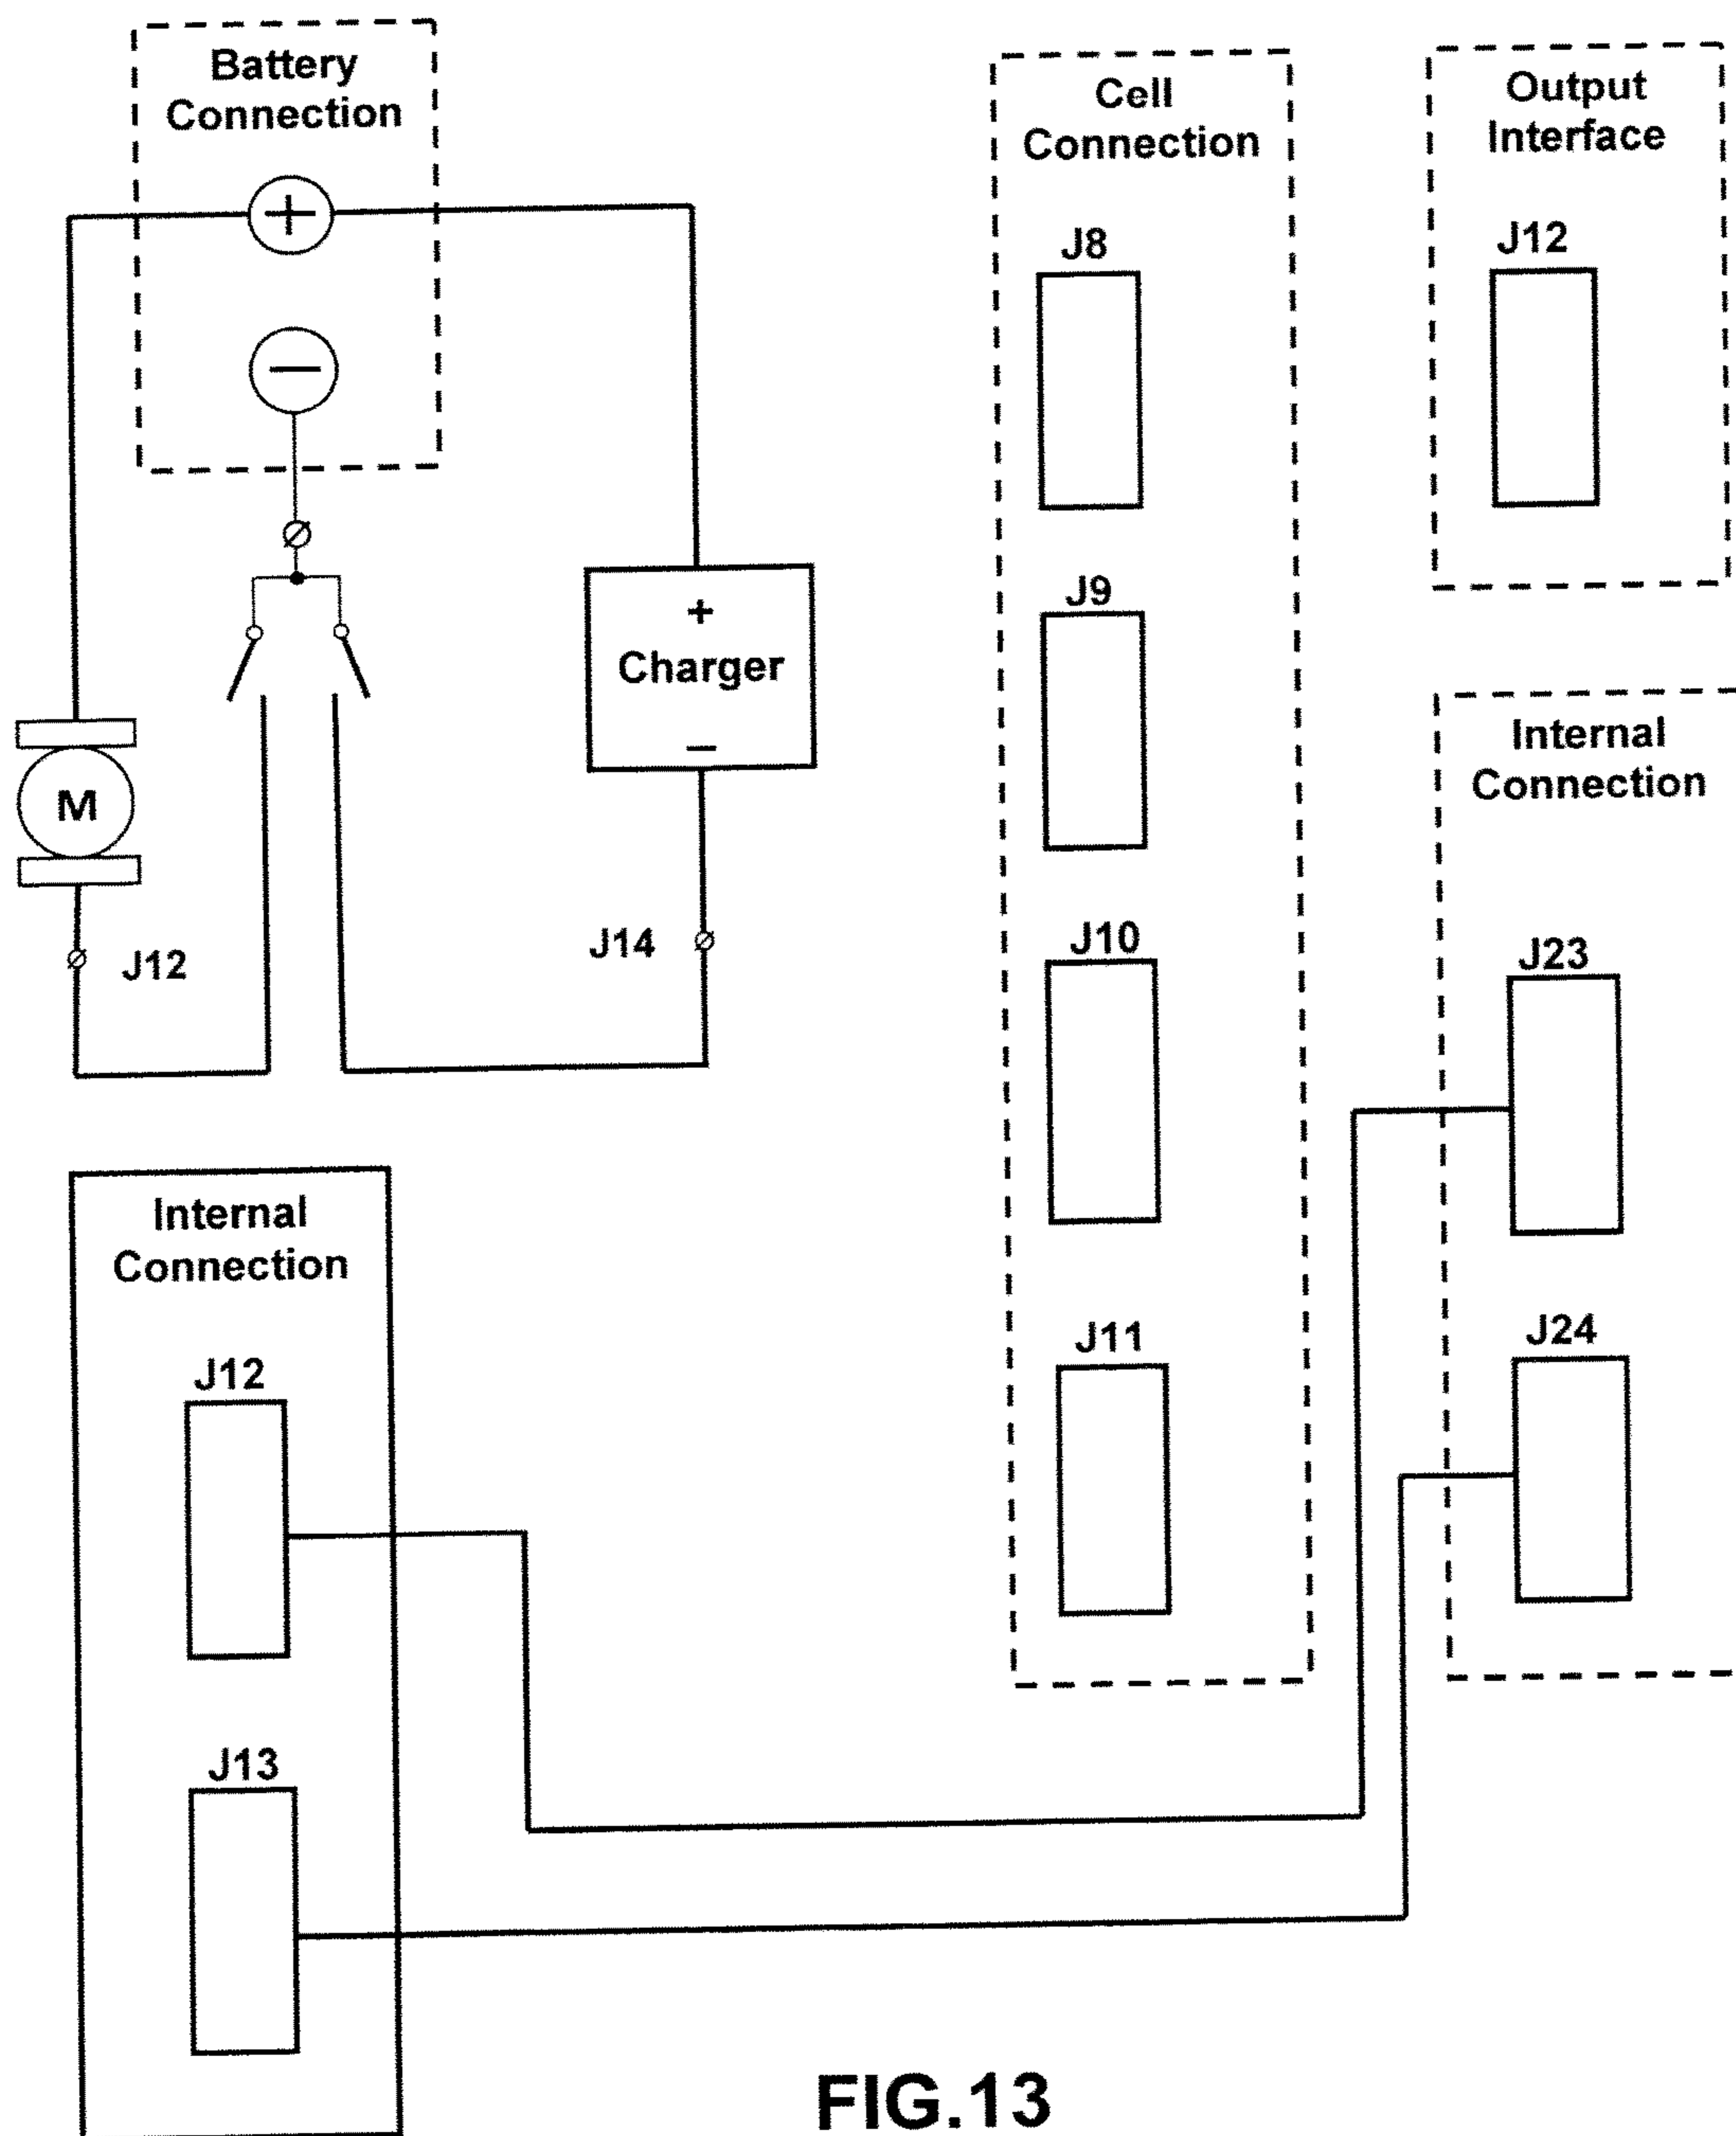 Battery
Connection
+
−
+
Charger
−
M
J12
J14
Cell
Connection
J8
J9
J10
J11
Output
Interface
J12
Internal
Connection
J23
J24
Internal
Connection
J12
J13
FIG.13